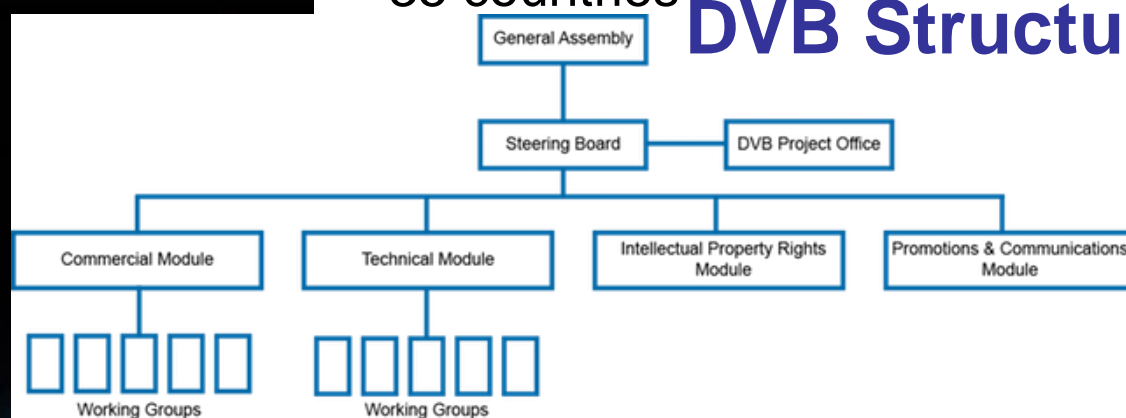 countries
DVB Structu
General Assembly
Steering Board
DVB Project Office
Commercial Module
Technical Module
Intellectual Property Rights
Module
Promotions & Communications
Module
Working Groups
Working Groups